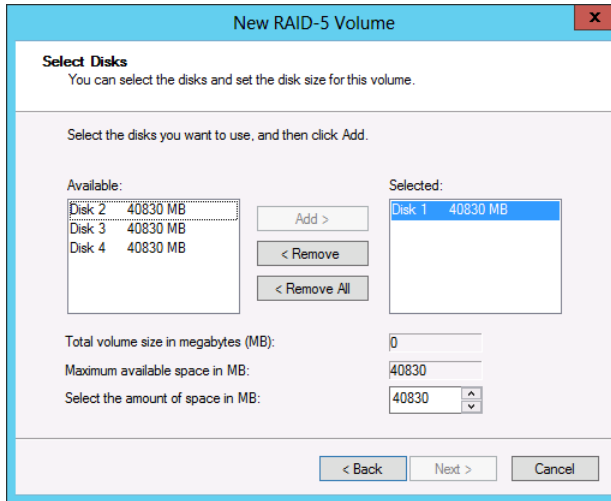 New RAID-5 Volume
x
Select Disks
You can select the disks and set the disk size for this volume.
Select the disks you want to use, and then click Add.
Available: Selected:
Disk 2 40830 MB Add > Disk 1 40830 MB
Disk 3 40830 MB
Disk 4 40830 MB < Remove
< Remove All
Total volume size in megabytes (MB): 0
Maximum available space in MB: 40830
Select the amount of space in MB: 40830
< Back Next > Cancel